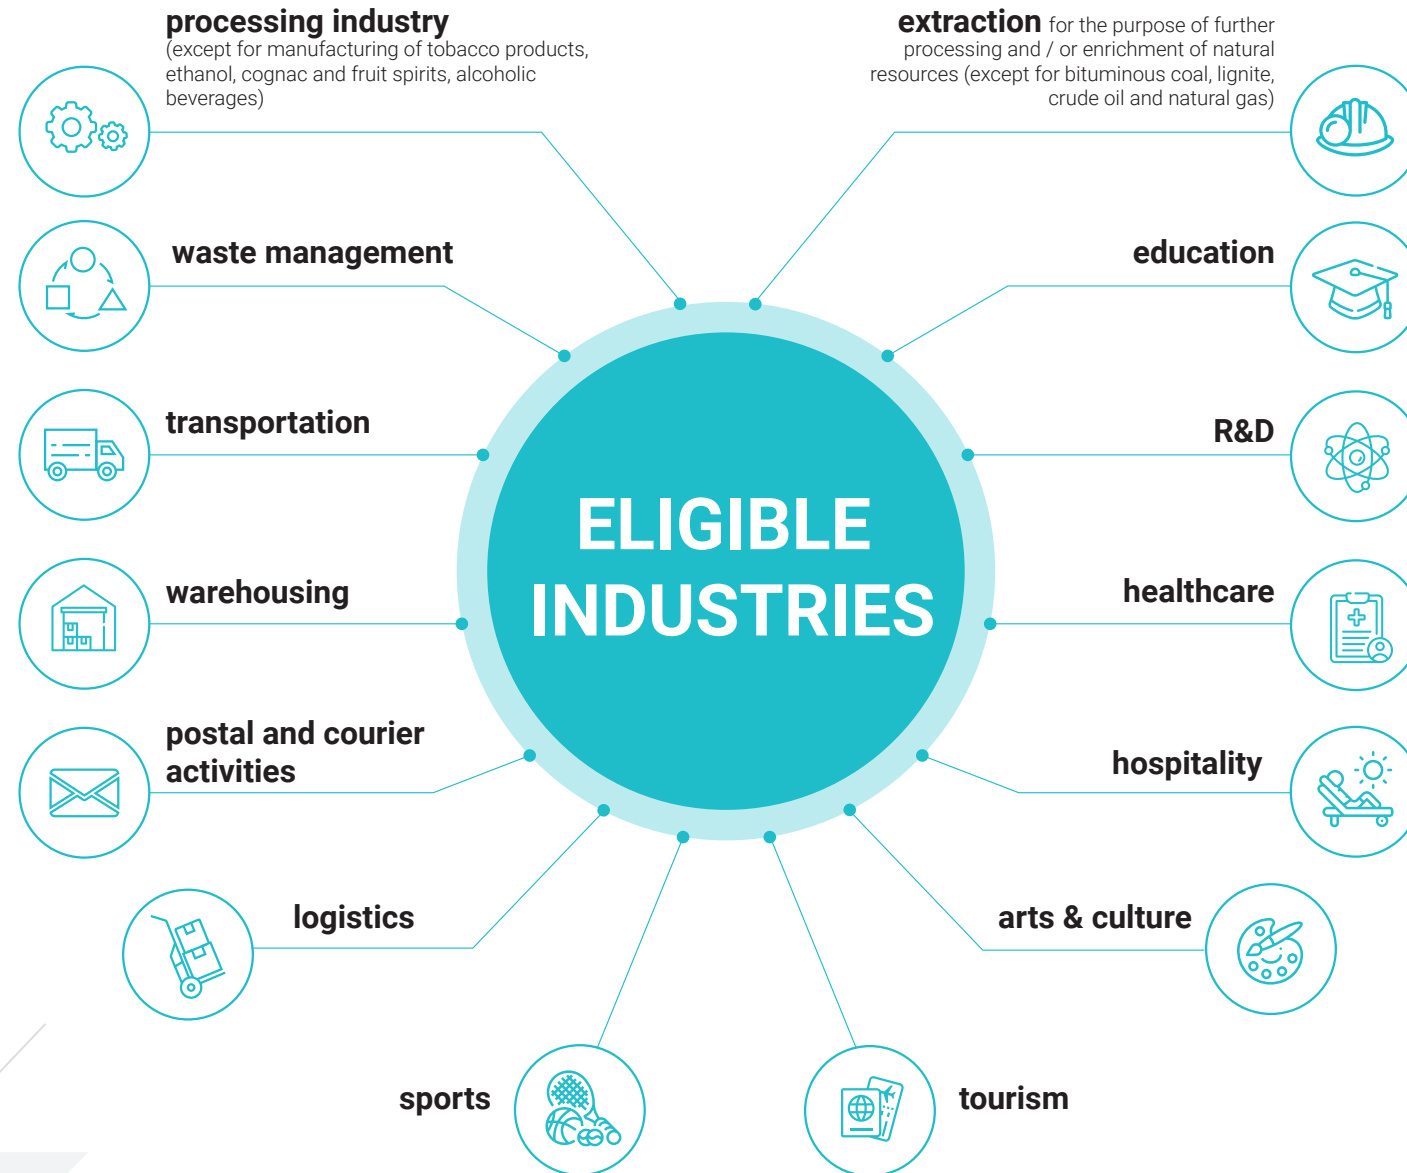 processing industry
(except for manufacturing of tobacco products,
ethanol, cognac and fruit spirits, alcoholic
beverages)
extraction for the purpose of further
processing and / or enrichment of natural
resources (except for bituminous coal, lignite,
crude oil and natural gas)
waste management
education
transportation
R&D
ELIGIBLE
INDUSTRIES
warehousing
healthcare
postal and courier
activities
hospitality
logistics
arts & culture
sports
tourism